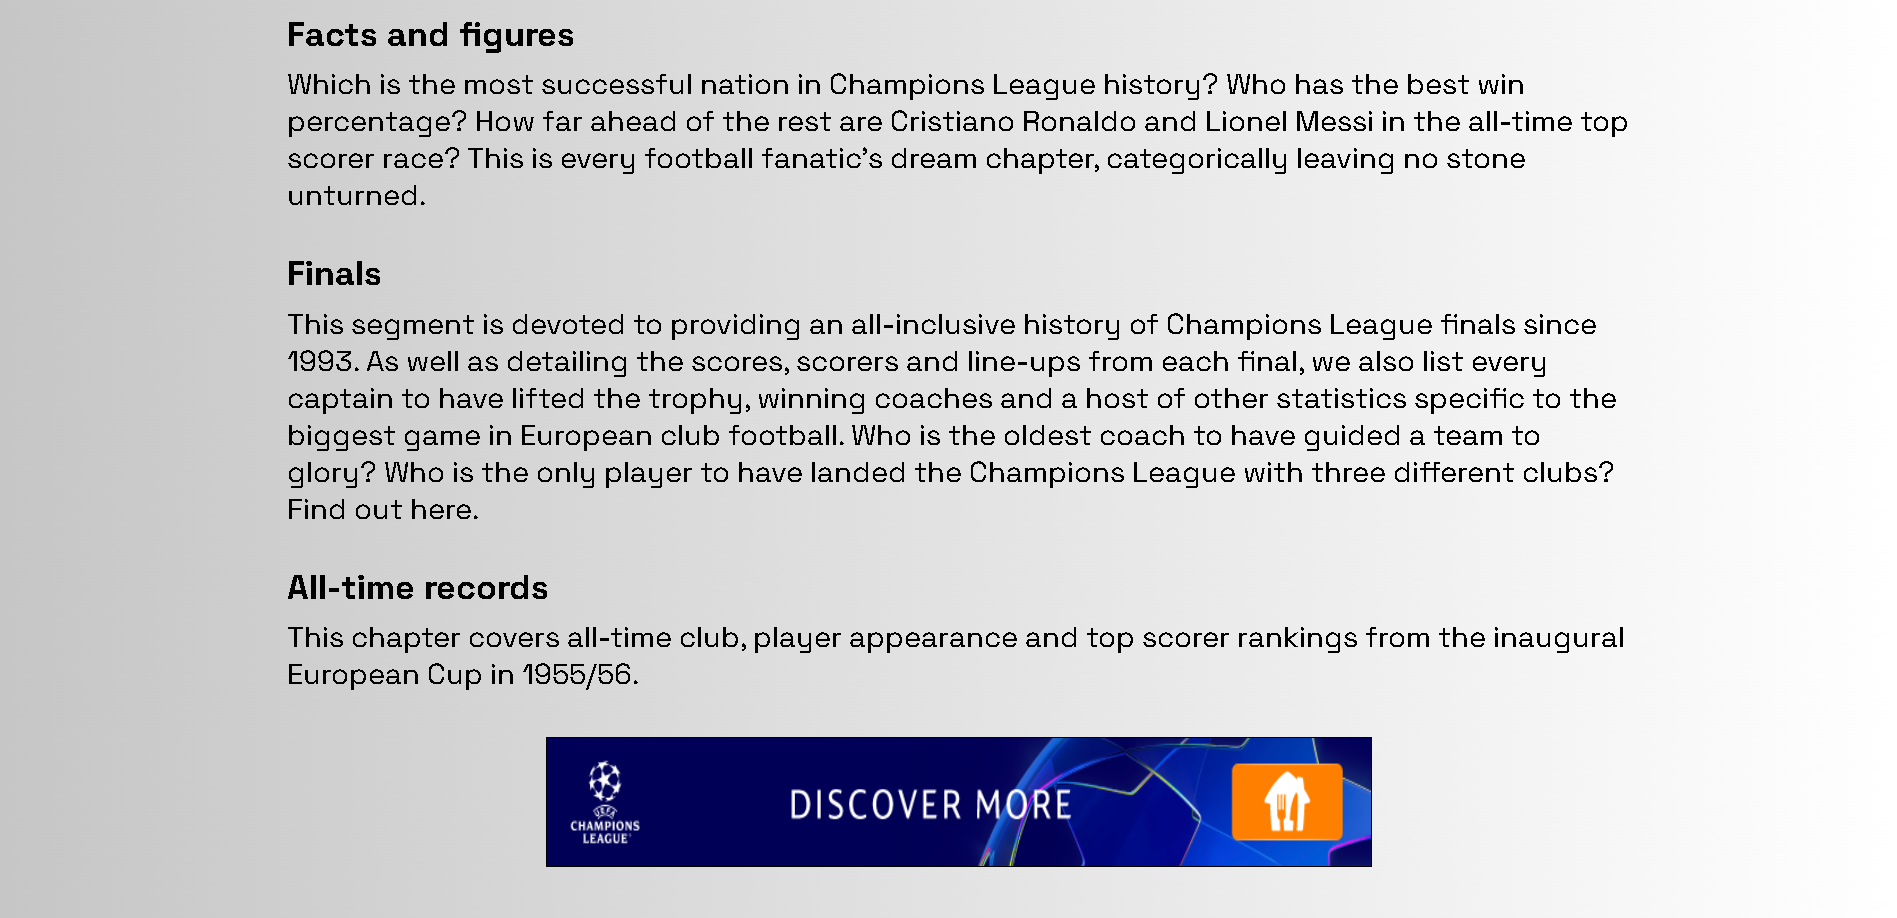 Facts and figures
Which is the most successful nation in Champions League history? Who has the best win
percentage? How far ahead of the rest are Cristiano Ronaldo and Lionel Messi in the all-time top
scorer race? This is every football fanatic’s dream chapter, categorically leaving no stone
unturned.
Finals
This segment is devoted to providing an all-inclusive history of Champions League finals since
1993. As well as detailing the scores, scorers and line-ups from each final, we also list every
captain to have lifted the trophy, winning coaches and a host of other statistics specific to the
biggest game in European club football. Who is the oldest coach to have guided a team to
glory? Who is the only player to have landed the Champions League with three different clubs?
Find out here.
All-time records
This chapter covers all-time club, player appearance and top scorer rankings from the inaugural
European Cup in 1955/56.
UEFA
CHAMPIONS
LEAGUE
DISCOVER MORE